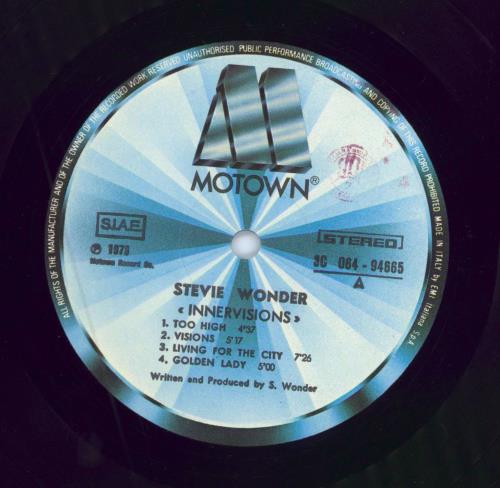 ALL RIGHTS OF THE MANUFACTURER AND OF THE OWNER OF THE RECORDED WORK RESERVED UNAUTHORISED PUBLIC PERFORMANCE BROADCASTING AND COPYING OF THIS RECORD PROHIBITED MADE IN ITALY by EMI Italiana S.p.A.
MOTOWN®
S.I.A.E.
STEREO
Motown Record Co.
3C 064 - 94665
A
STEVIE WONDER
« INNERVISIONS »
1. TOO HIGH 4'37
2. VISIONS 5'17
3. LIVING FOR THE CITY 7'26
4. GOLDEN LADY 5'00
Written and Produced by S. Wonder